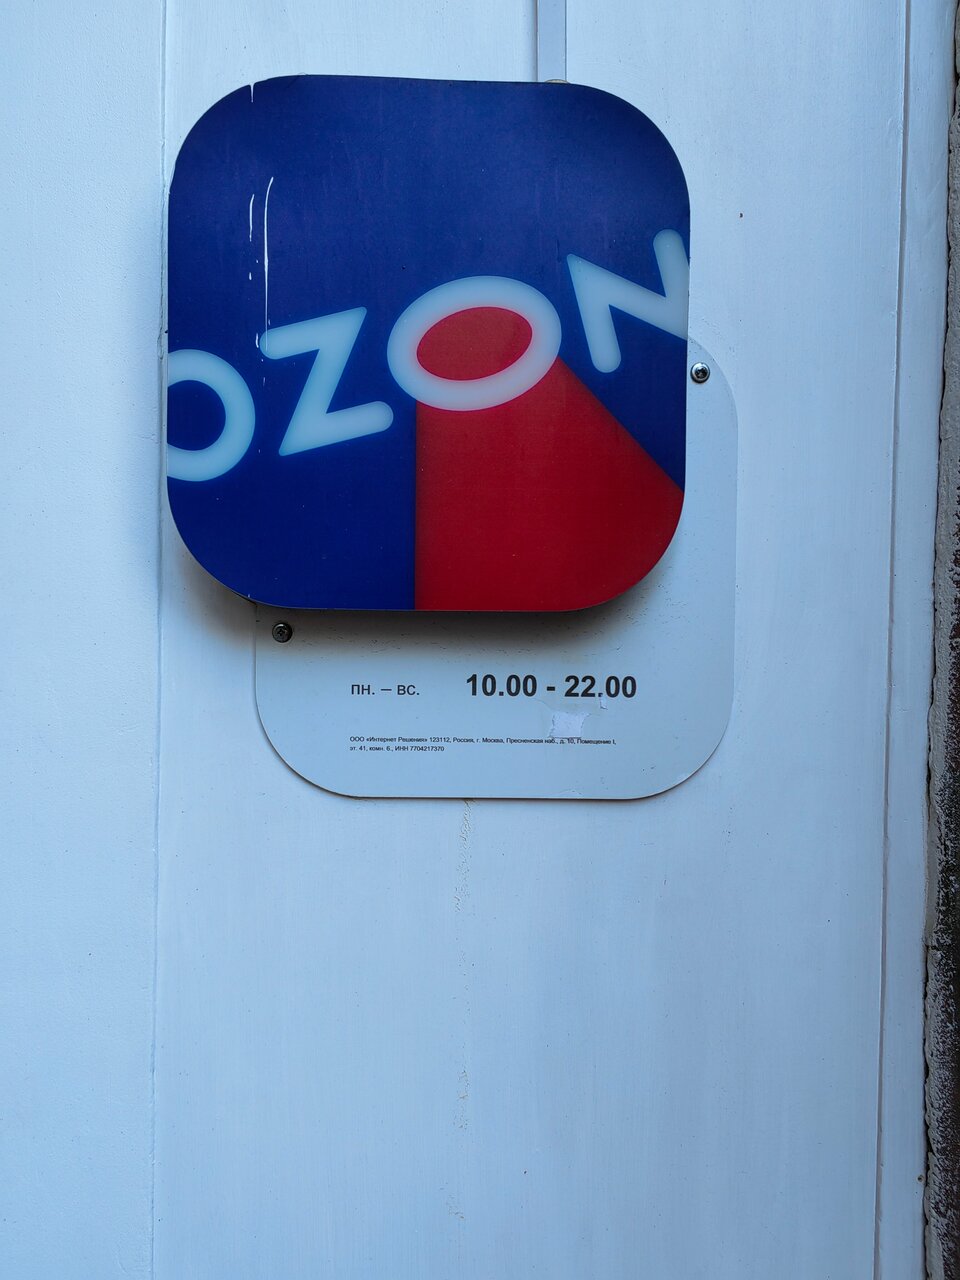 OZON
пн. – вс. 10.00 - 22.00
ООО «Интернет Решения» 123112, Россия, г. Москва, Пресненская наб., д. 10, Помещение I,
эт. 41, комн. 6., ИНН 7704217370